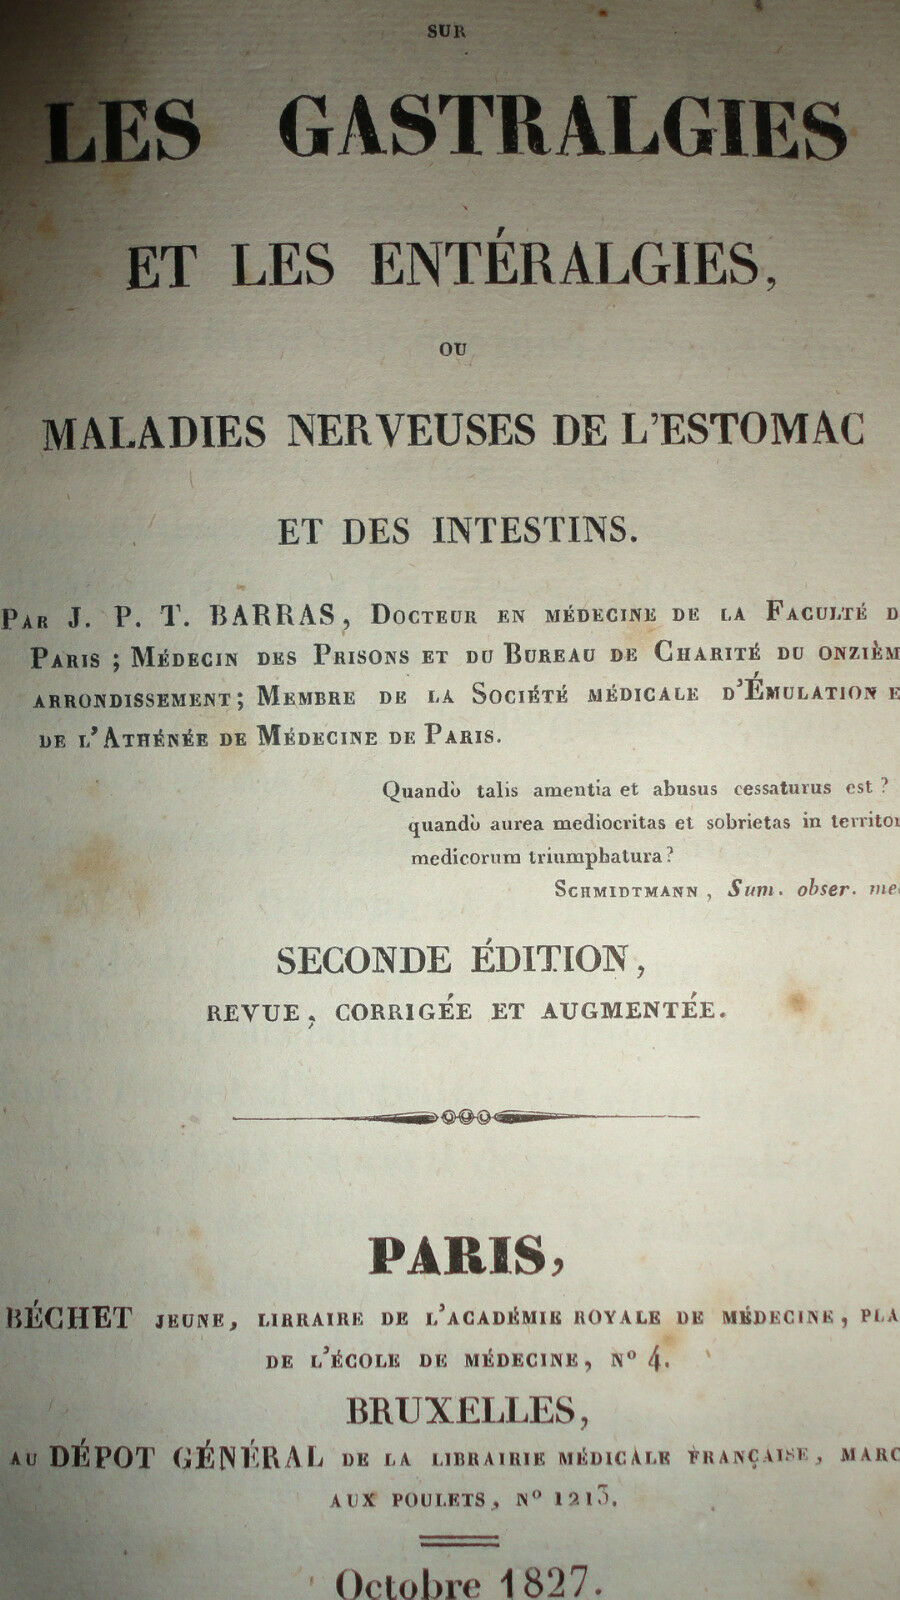 SUR
LES GASTRALGIES
ET LES ENTÉRALGIES,
OU
MALADIES NERVEUSES DE L'ESTOMAC
ET DES INTESTINS.
PAR J. P. T. BARRAS, DOCTEUR EN MÉDECINE DE LA FACULTÉ D
PARIS ; MÉDECIN DES PRISONS ET DU BUREAU DE CHARITÉ DU ONZIÈM
ARRONDISSEMENT ; MEMBRE DE LA SOCIÉTÉ MÉDICALE D'ÉMULATION E
DE L'ATHÉNÉE DE MÉDECINE DE PARIS.
Quandò talis amentia et abusus cessaturus est ?
quandò aurea mediocritas et sobrietas in territor
medicorum triumphatura ?
SCHMIDTMANN , Sum. obser. me
SECONDE ÉDITION,
REVUE, CORRIGÉE ET AUGMENTÉE.
PARIS,
BÉCHET JEUNE, LIBRAIRE DE L'ACADÉMIE ROYALE DE MÉDECINE, PLA
DE L'ÉCOLE DE MÉDECINE, N° 4.
BRUXELLES,
AU DÉPOT GÉNÉRAL DE LA LIBRAIRIE MÉDICALE FRANÇAISE, MARC
AUX POULETS, N° 1213.
Octobre 1827.